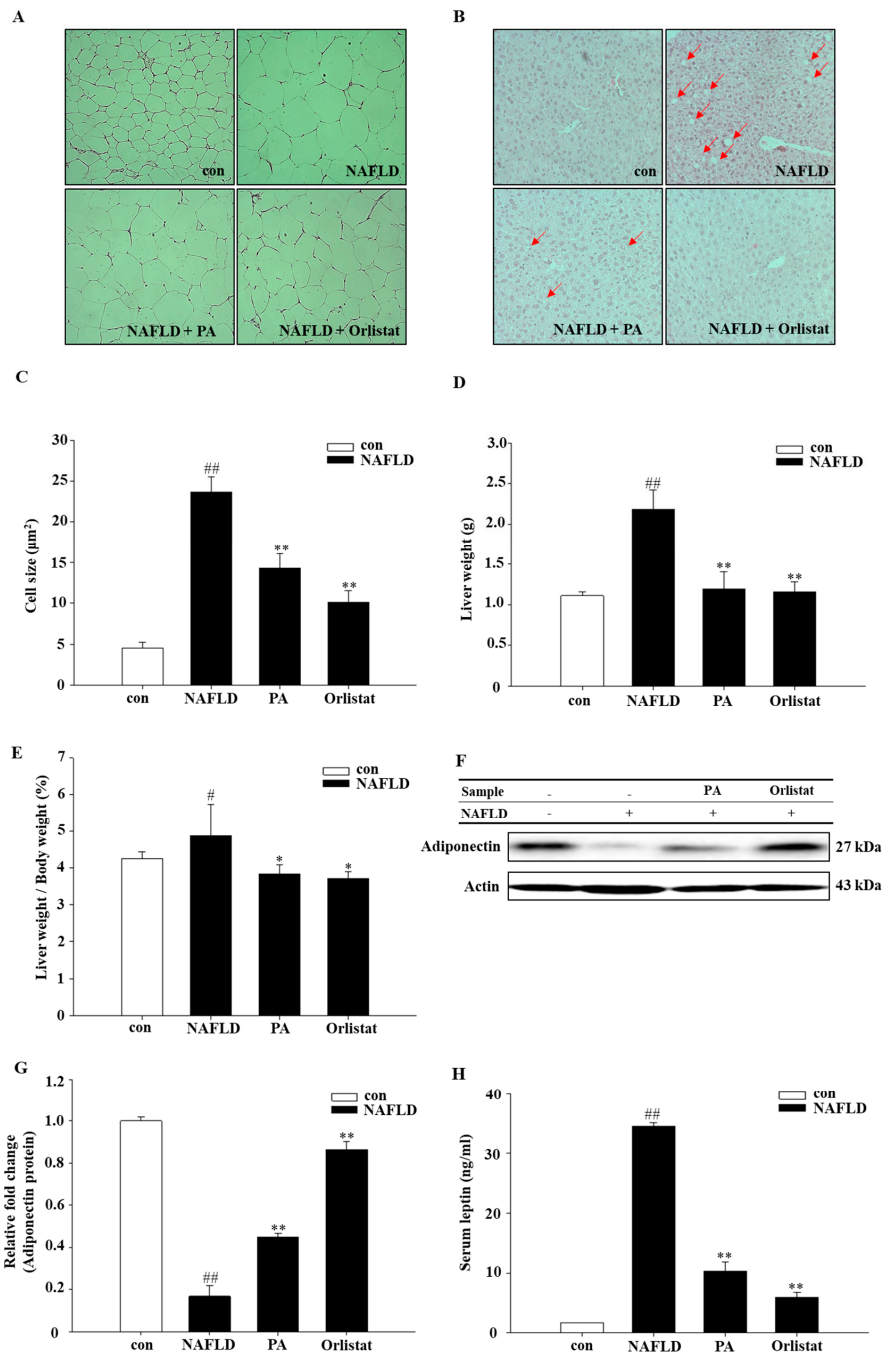 A
B
con
NAFLD
con
NAFLD
NAFLD + PA
NAFLD + Orlistat
NAFLD + PA
NAFLD + Orlistat
C
Cell size (µm²)
30
25
20
15
10
5
0
##
**
**
con
NAFLD
con NAFLD PA Orlistat
D
Liver weight (g)
3.0
2.5
2.0
1.5
1.0
0.5
0
##
**
**
con
NAFLD
con NAFLD PA Orlistat
E
Liver weight / Body weight (%)
7
6
5
4
3
2
1
0
#
*
*
con
NAFLD
con NAFLD PA Orlistat
F
Sample - - PA Orlistat
NAFLD - + + +
Adiponectin 27 kDa
Actin 43 kDa
G
Relative fold change
(Adiponectin protein)
1.2
1.0
0.8
0.6
0.4
0.2
0
##
**
**
con
NAFLD
con NAFLD PA Orlistat
H
Serum leptin (ng/ml)
50
40
30
20
10
0
##
**
**
con
NAFLD
con NAFLD PA Orlistat